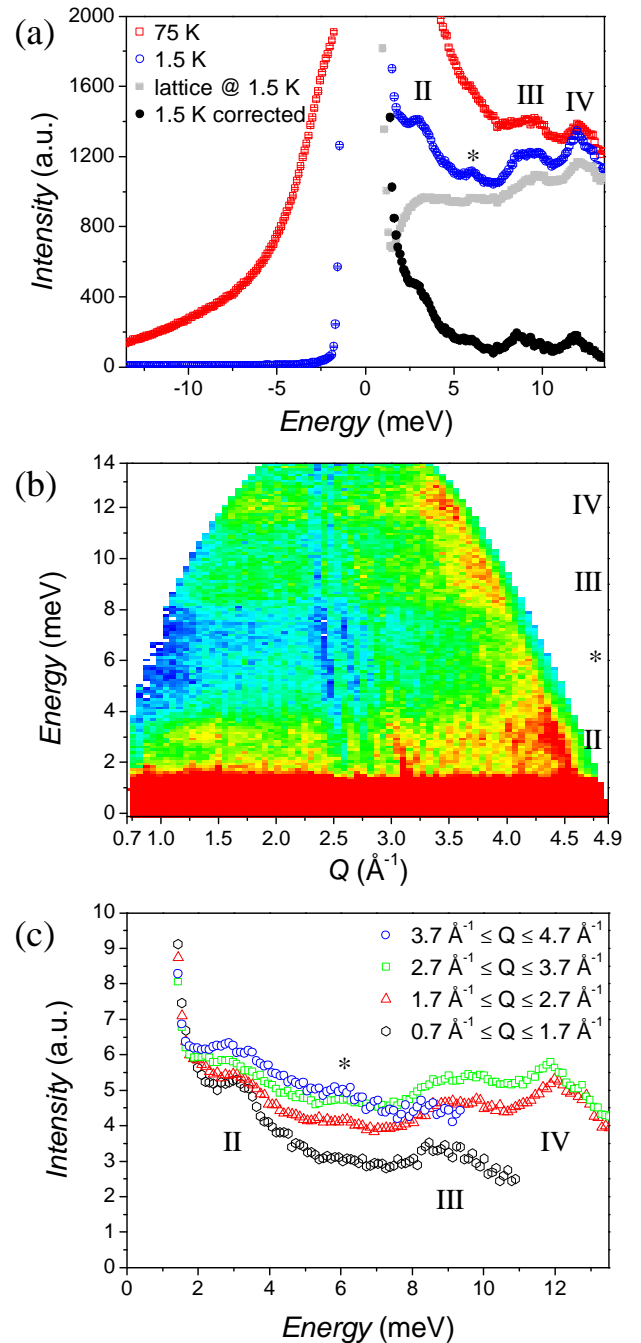 (a)
75 K
1.5 K
lattice @ 1.5 K
1.5 K corrected
II
III
IV
*
2000
1600
1200
800
400
0
Intensity (a.u.)
-10 -5 0 5 10
Energy (meV)
(b)
14
12
10
8
6
4
2
0
Energy (meV)
IV
III
*
II
0.7 1.0 1.5 2.0 2.5 3.0 3.5 4.0 4.5 4.9
Q (Å⁻¹)
(c)
10
9
8
7
6
5
4
3
2
1
0
Intensity (a.u.)
3.7 Å⁻¹ ≤ Q ≤ 4.7 Å⁻¹
2.7 Å⁻¹ ≤ Q ≤ 3.7 Å⁻¹
1.7 Å⁻¹ ≤ Q ≤ 2.7 Å⁻¹
0.7 Å⁻¹ ≤ Q ≤ 1.7 Å⁻¹
*
II
III
IV
0 2 4 6 8 10 12
Energy (meV)